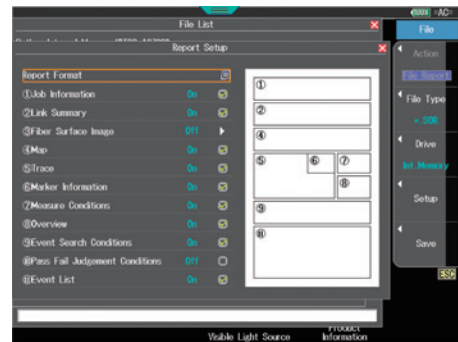 =AC=
File List
File
Report Setup
Action
Report Format
File Report
①Job Information On
②Link Summary On
③Fiber Surface Image Off
④Map On
⑤Trace On
⑥Marker Information On
⑦Measure Conditions On
⑧Overview On
⑨Event Search Conditions On
⑩Pass Fail Judgement Conditions Off
⑪Event List On
①
②
④
⑤ ⑥ ⑦
⑧
⑨
⑪
File Type
*.SOR
Drive
Int.Memory
Setup
Save
ESC
Visible Light Source
Product
Information